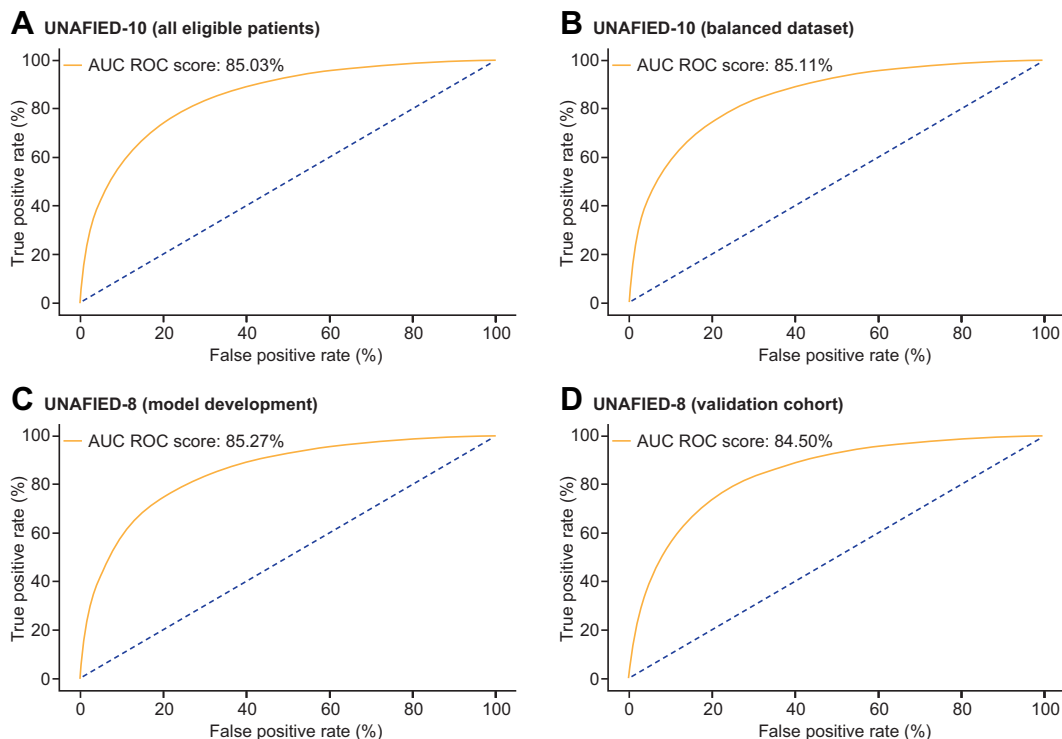 A UNAFIED-10 (all eligible patients)
AUC ROC score: 85.03%
True positive rate (%)
100
80
60
40
20
0
0 20 40 60 80 100
False positive rate (%)
B UNAFIED-10 (balanced dataset)
AUC ROC score: 85.11%
True positive rate (%)
100
80
60
40
20
0
0 20 40 60 80 100
False positive rate (%)
C UNAFIED-8 (model development)
AUC ROC score: 85.27%
True positive rate (%)
100
80
60
40
20
0
0 20 40 60 80 100
False positive rate (%)
D UNAFIED-8 (validation cohort)
AUC ROC score: 84.50%
True positive rate (%)
100
80
60
40
20
0
0 20 40 60 80 100
False positive rate (%)